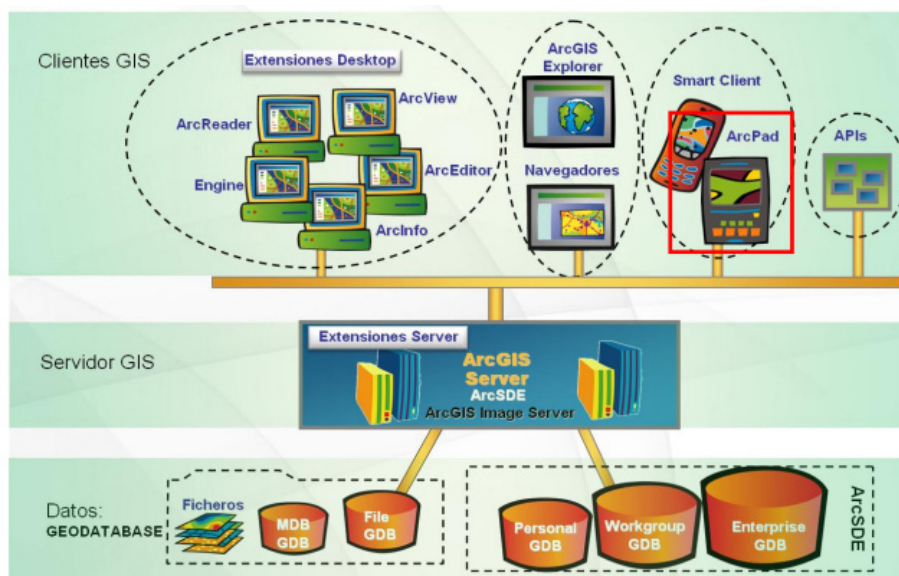 Clientes GIS
Extensiones Desktop
ArcReader
ArcView
Engine
ArcEditor
ArcInfo
ArcGIS
Explorer
Navegadores
Smart Client
ArcPad
APIs
Servidor GIS
Extensiones Server
ArcGIS
Server
ArcSDE
ArcGIS Image Server
Datos:
GEODATABASE
Ficheros
MDB
GDB
File
GDB
Personal
GDB
Workgroup
GDB
Enterprise
GDB
ArcSDE